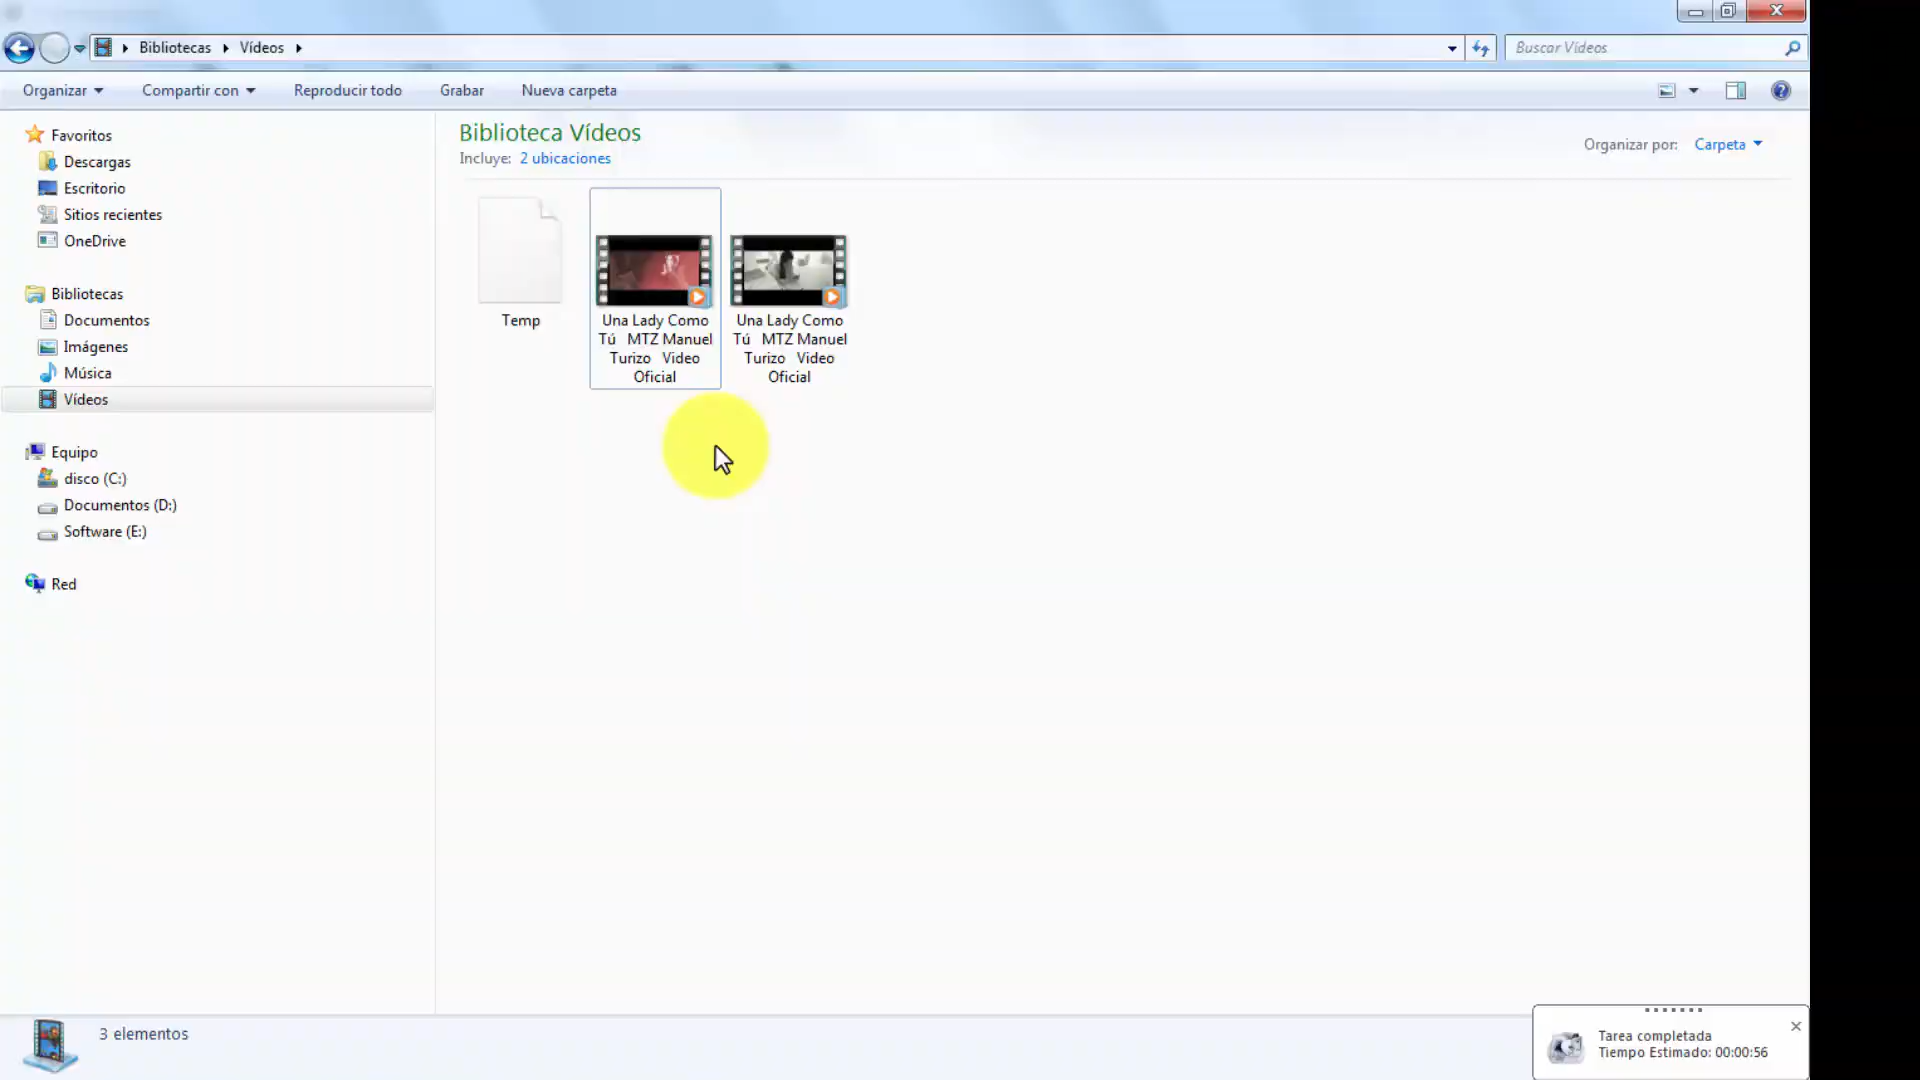 Bibliotecas Vídeos
Buscar Vídeos
Organizar Compartir con Reproducir todo Grabar Nueva carpeta
Favoritos
Descargas
Escritorio
Sitios recientes
OneDrive
Bibliotecas
Documentos
Imágenes
Música
Vídeos
Equipo
disco (C:)
Documentos (D:)
Software (E:)
Red
Biblioteca Vídeos
Incluye: 2 ubicaciones
Organizar por: Carpeta
Temp
Una Lady Como
Tú MTZ Manuel
Turizo Video
Oficial
Una Lady Como
Tú MTZ Manuel
Turizo Video
Oficial
3 elementos
Tarea completada
Tiempo Estimado: 00:00:56